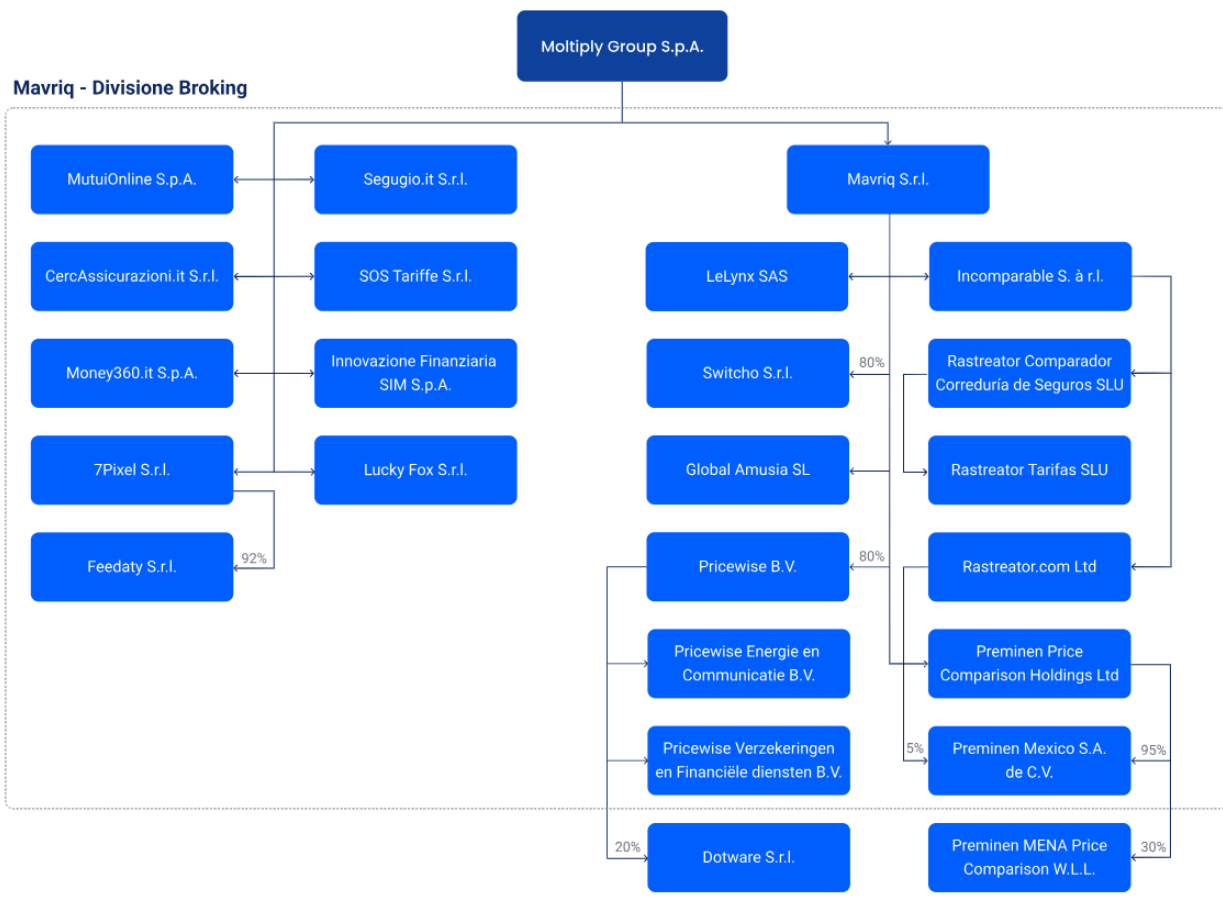 Moltiply Group S.p.A.
Mavriq - Divisione Broking
MutuiOnline S.p.A.
Segugio.it S.r.l.
Mavriq S.r.l.
CercAssicurazioni.it S.r.l.
SOS Tariffe S.r.l.
LeLynx SAS
Incomparable S. à r.l.
Money360.it S.p.A.
Innovazione Finanziaria
SIM S.p.A.
Switcho S.r.l.
80%
Rastreator Comparador
Correduría de Seguros SLU
7Pixel S.r.l.
Lucky Fox S.r.l.
Global Amusia SL
Rastreator Tarifas SLU
Feedaty S.r.l.
92%
Pricewise B.V.
80%
Rastreator.com Ltd
Pricewise Energie en
Communicatie B.V.
Preminen Price
Comparison Holdings Ltd
Pricewise Verzekeringen
en Financiële diensten B.V.
5%
Preminen Mexico S.A.
de C.V.
95%
20%
Dotware S.r.l.
Preminen MENA Price
Comparison W.L.L.
30%